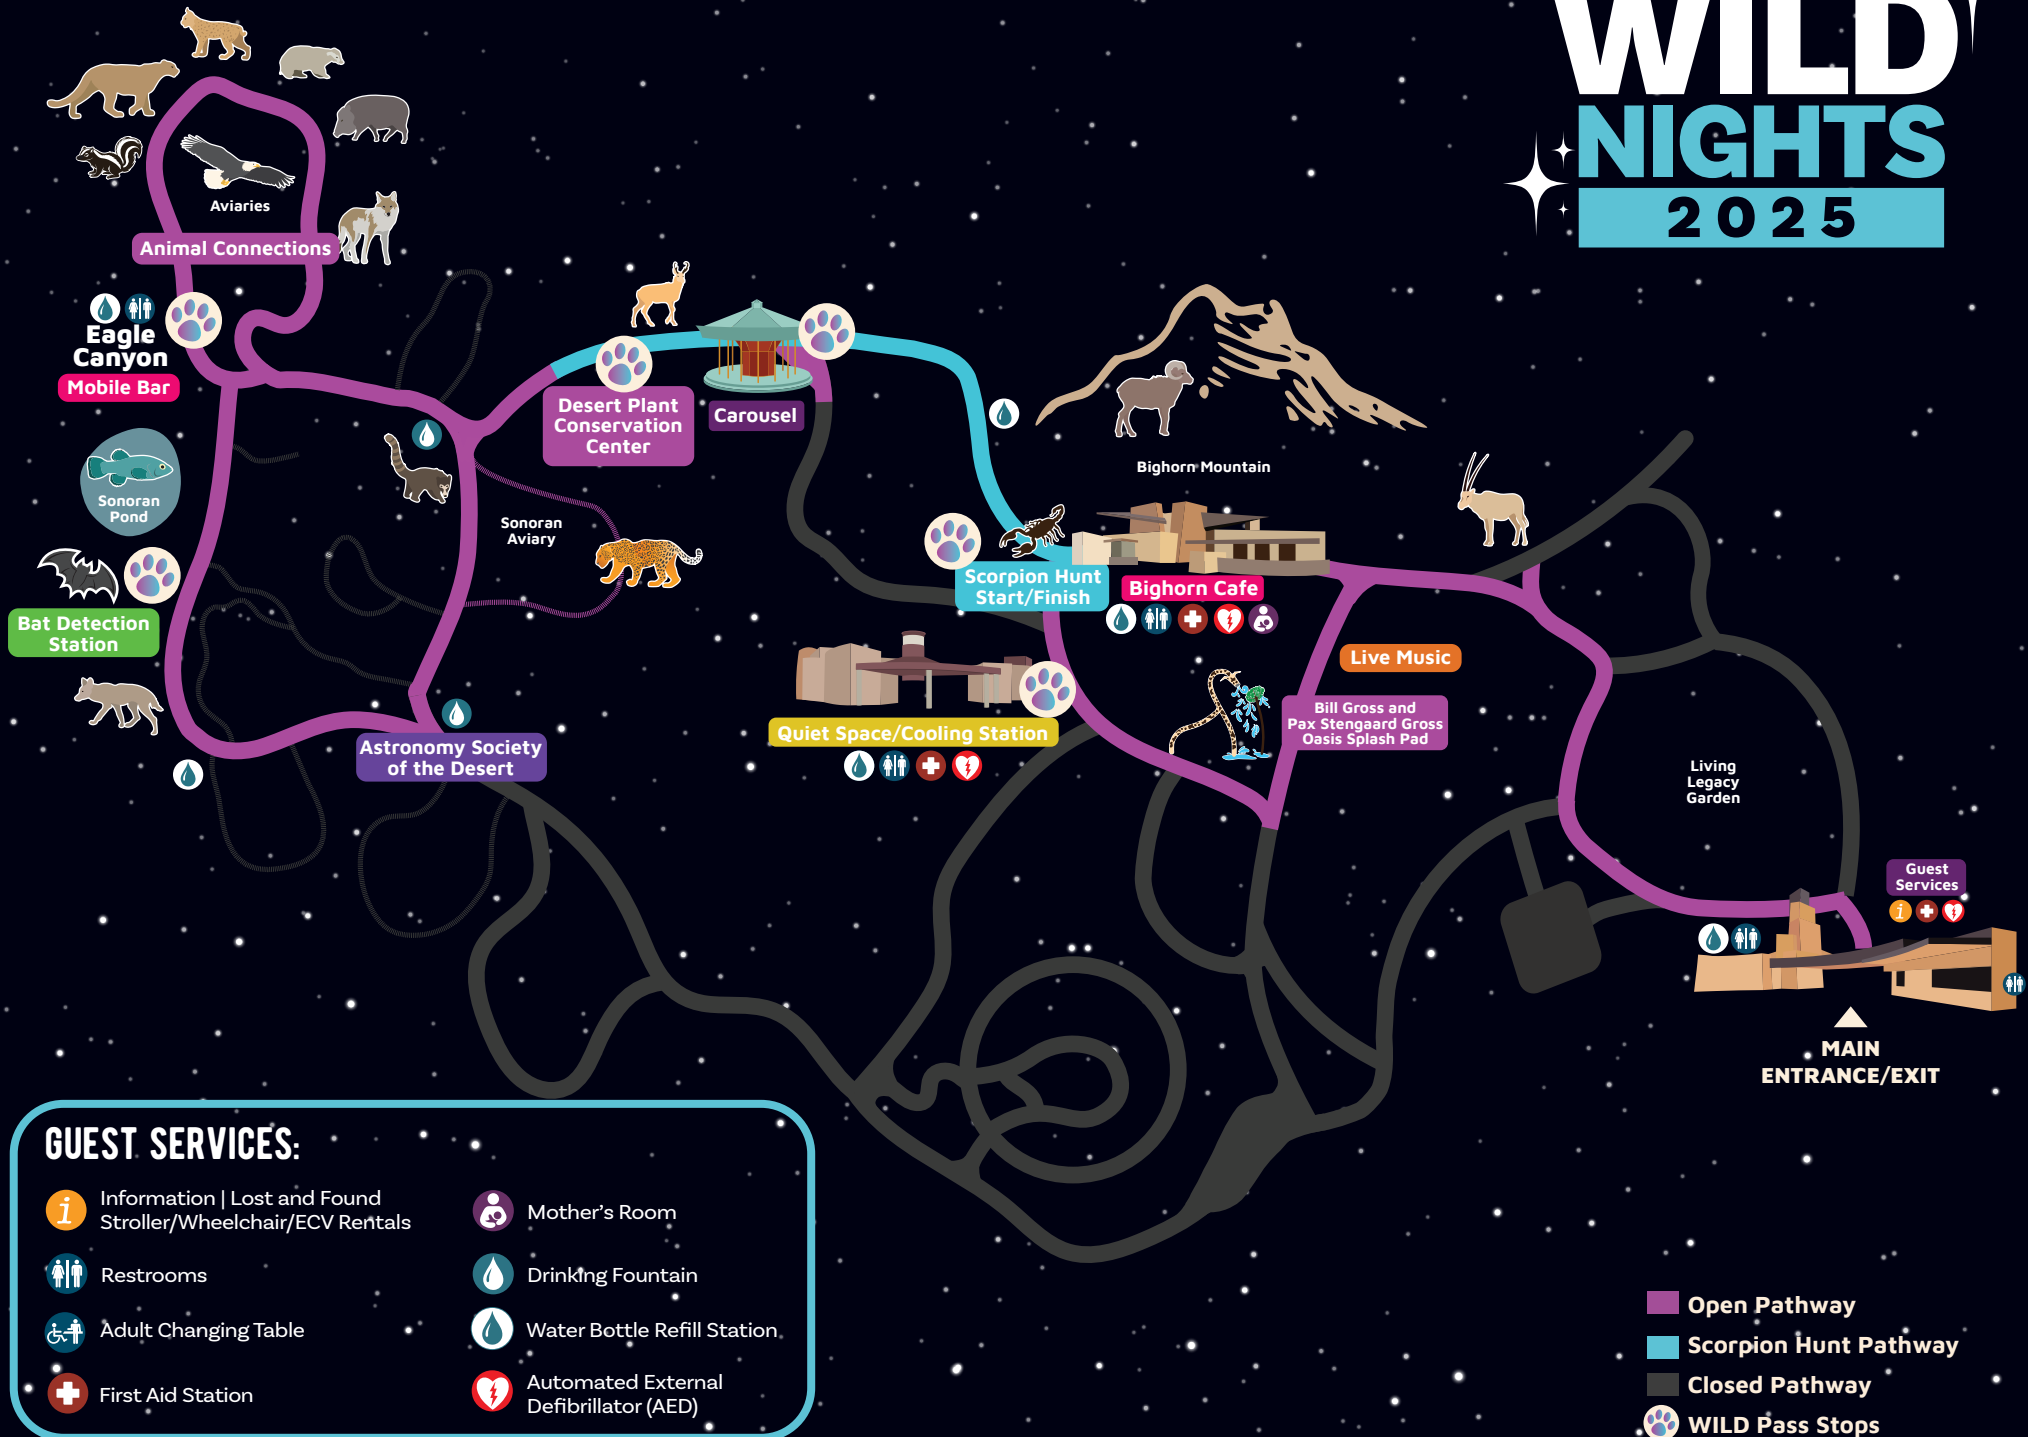 WILD
NIGHTS
2025
Aviaries
Animal Connections
Eagle
Canyon
Mobile Bar
Sonoran
Pond
Bat Detection
Station
Astronomy Society
of the Desert
Sonoran
Aviary
Desert Plant
Conservation
Center
Carousel
Scorpion Hunt
Start/Finish
Bighorn Mountain
Bighorn Cafe
Quiet Space/Cooling Station
Live Music
Bill Gross and
Pax Stengaard Gross
Oasis Splash Pad
Living
Legacy
Garden
Guest
Services
i
MAIN
ENTRANCE/EXIT
GUEST SERVICES:
i
Information | Lost and Found
Stroller/Wheelchair/ECV Rentals
Restrooms
Adult Changing Table
First Aid Station
Mother's Room
Drinking Fountain
Water Bottle Refill Station
Automated External
Defibrillator (AED)
Open Pathway
Scorpion Hunt Pathway
Closed Pathway
WILD Pass Stops